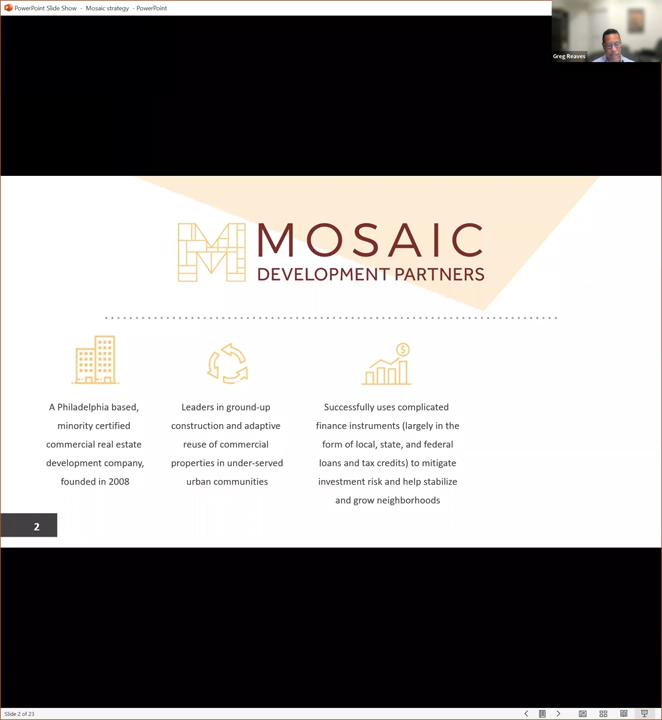 PowerPoint Slide Show - Mosaic strategy - PowerPoint
Greg Reaves
MOSAIC
DEVELOPMENT PARTNERS
A Philadelphia based,
minority certified
commercial real estate
development company,
founded in 2008
Leaders in ground-up
construction and adaptive
reuse of commercial
properties in under-served
urban communities
Successfully uses complicated
finance instruments (largely in the
form of local, state, and federal
loans and tax credits) to mitigate
investment risk and help stabilize
and grow neighborhoods
2
Slide 2 of 23